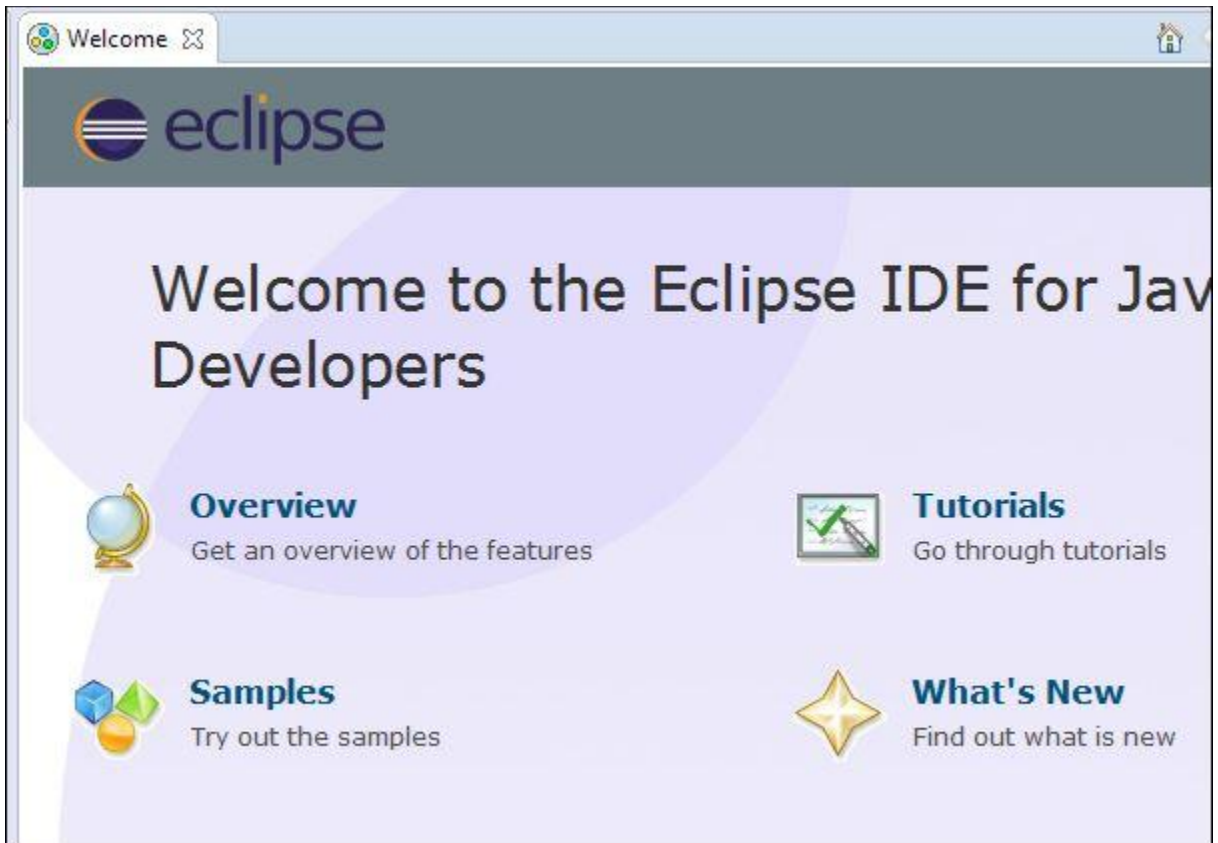 Welcome
eclipse
Welcome to the Eclipse IDE for Jav
Developers
Overview
Get an overview of the features
Tutorials
Go through tutorials
Samples
Try out the samples
What's New
Find out what is new